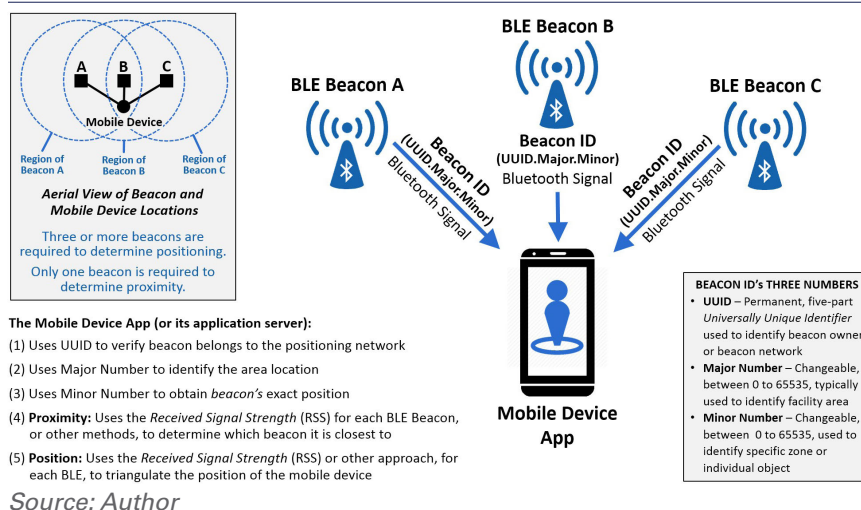 A
B
C
Mobile Device
Region of
Beacon A
Region of
Beacon B
Region of
Beacon C
Aerial View of Beacon and
Mobile Device Locations
Three or more beacons are
required to determine positioning.
Only one beacon is required to
determine proximity.
BLE Beacon A
BLE Beacon B
BLE Beacon C
Beacon ID
(UUID.Major.Minor)
Bluetooth Signal
Beacon ID
(UUID.Major.Minor)
Bluetooth Signal
Beacon ID
(UUID.Major.Minor)
Bluetooth Signal
Mobile Device
App
The Mobile Device App (or its application server):
(1) Uses UUID to verify beacon belongs to the positioning network
(2) Uses Major Number to identify the area location
(3) Uses Minor Number to obtain beacon's exact position
(4) Proximity: Uses the Received Signal Strength (RSS) for each BLE Beacon,
or other methods, to determine which beacon it is closest to
(5) Position: Uses the Received Signal Strength (RSS) or other approach, for
each BLE, to triangulate the position of the mobile device
BEACON ID's THREE NUMBERS
• UUID – Permanent, five-part
Universally Unique Identifier
used to identify beacon owner
or beacon network
• Major Number – Changeable,
between 0 to 65535, typically
used to identify facility area
• Minor Number – Changeable,
between 0 to 65535, used to
identify specific zone or
individual object
Source: Author